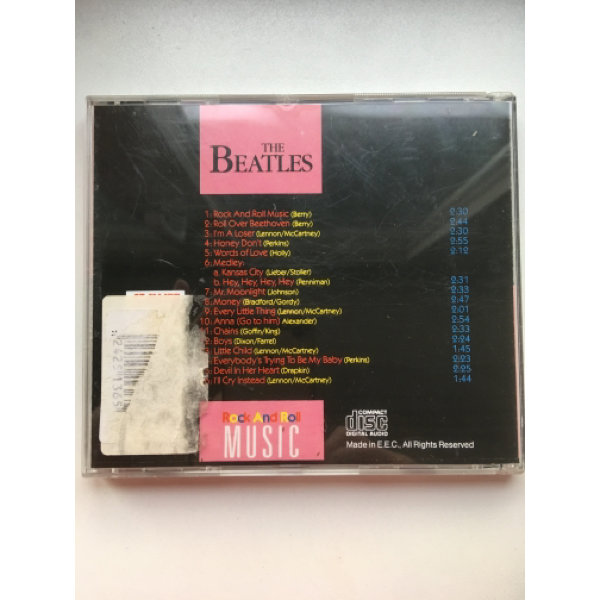 THE
BEATLES
1. Rock And Roll Music (Berry) 2:30
2. Roll Over Beethoven (Berry) 2:44
3. I'm A Loser (Lennon/McCartney) 2:30
4. Honey Don't (Perkins) 2:55
5. Words of Love (Holly) 2:12
6. Medley:
a. Kansas City (Lieber/Stoller)
b. Hey, Hey, Hey, Hey (Penniman) 2:31
7. Mr. Moonlight (Johnson) 2:33
8. Money (Bradford/Gordy) 2:47
9. Every Little Thing (Lennon/McCartney) 2:01
10. Anna (Go to him) Alexander) 2:54
1. Chains (Goffin/King) 2:33
2. Boys (Dixon/Farrel) 2:24
Little Child (Lennon/McCartney) 1:45
Everybody's Trying To Be My Baby (Perkins) 2:23
Devil In Her Heart (Drapkin) 2:25
I'll Cry Instead (Lennon/McCartney) 1:44
Rock And Roll
MUSIC
COMPACT
disc
DIGITAL AUDIO
Made in E.E.C., All Rights Reserved